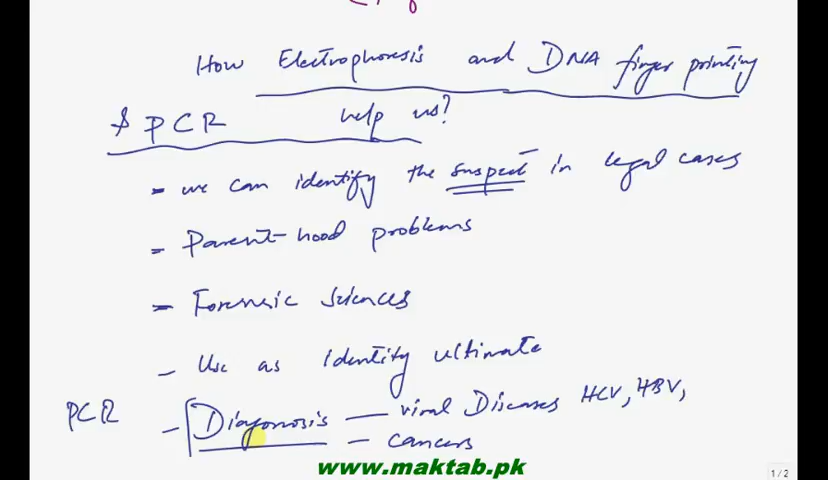 How Electrophoresis and DNA finger printing
& PCR help us?
- we can identify the suspect in legal cases
- Parent-hood problems
- Forensic Sciences
- Use as identity ultimate
PCR - Diagnosis — viral Diseases HCV, HBV,
- cancers
www.maktab.pk
1/2